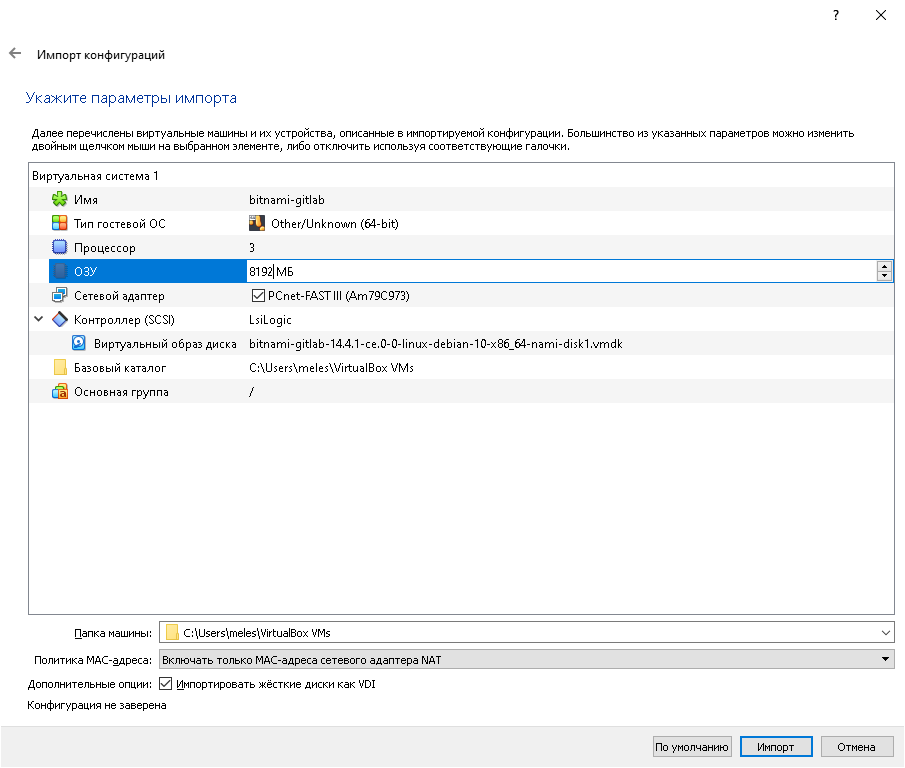 ?
Импорт конфигураций
Укажите параметры импорта
Далее перечислены виртуальные машины и их устройства, описанные в импортируемой конфигурации. Большинство из указанных параметров можно изменить
двойным щелчком мыши на выбранном элементе, либо отключить используя соответствующие галочки.
Виртуальная система 1
Имя bitnami-gitlab
Тип гостевой ОС Other/Unknown (64-bit)
Процессор 3
ОЗУ 8192 МБ
Сетевой адаптер PCnet-FAST III (Am79C973)
Контроллер (SCSI) LsiLogic
Виртуальный образ диска bitnami-gitlab-14.4.1-ce.0-0-linux-debian-10-x86_64-nami-disk1.vmdk
Базовый каталог C:\Users\meles\VirtualBox VMs
Основная группа /
Папка машины: C:\Users\meles\VirtualBox VMs
Политика MAC-адреса: Включать только MAC-адреса сетевого адаптера NAT
Дополнительные опции: Импортировать жёсткие диски как VDI
Конфигурация не заверена
По умолчанию Импорт Отмена